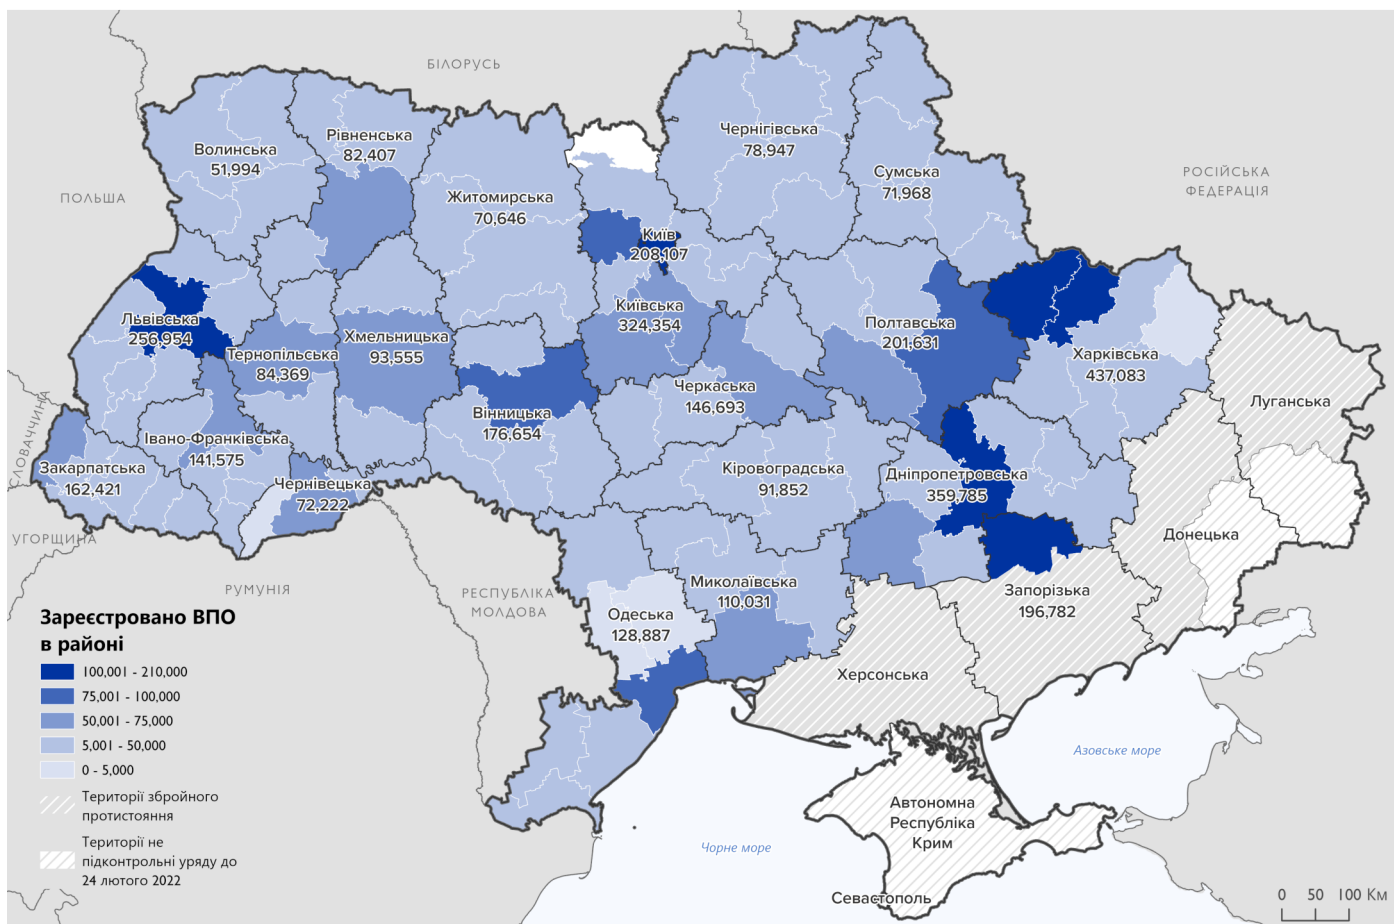 БІЛОРУСЬ
ПОЛЬША
РОСІЙСЬКА
ФЕДЕРАЦІЯ
Волинська
51,994
Рівненська
82,407
Житомирська
70,646
Чернігівська
78,947
Сумська
71,968
Київ
208,107
Київська
324,354
Львівська
256,954
Тернопільська
84,369
Хмельницька
93,555
Вінницька
176,654
Черкаська
146,693
Полтавська
201,631
Харківська
437,083
Луганська
СЛОВАЧЧИНА
Закарпатська
162,421
Івано-Франківська
141,575
Чернівецька
72,222
Кіровоградська
91,852
Дніпропетровська
359,785
Донецька
УГОРЩИНА
РУМУНІЯ
РЕСПУБЛІКА
МОЛДОВА
Одеська
128,887
Миколаївська
110,031
Запорізька
196,782
Херсонська
Азовське море
Чорне море
Автономна
Республіка
Крим
Севастополь
Зареєстровано ВПО
в районі
100,001 - 210,000
75,001 - 100,000
50,001 - 75,000
5,001 - 50,000
0 - 5,000
Території збройного
протистояння
Території не
підконтрольні уряду до
24 лютого 2022
0 50 100 Км